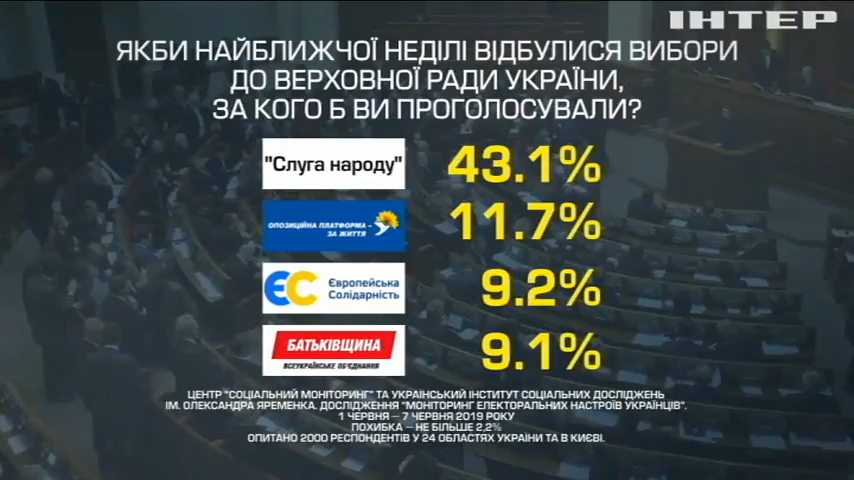 ІНТЕР
ЯКБИ НАЙБЛИЖЧОЇ НЕДІЛІ ВІДБУЛИСЯ ВИБОРИ
ДО ВЕРХОВНОЇ РАДИ УКРАЇНИ,
ЗА КОГО Б ВИ ПРОГОЛОСУВАЛИ?
"Слуга народу" 43.1%
ОПОЗИЦІЙНА ПЛАТФОРМА –
ЗА ЖИТТЯ 11.7%
ЄС Європейська
Солідарність 9.2%
БАТЬКІВЩИНА
ВСЕУКРАЇНСЬКЕ ОБ'ЄДНАННЯ 9.1%
ЦЕНТР "СОЦІАЛЬНИЙ МОНІТОРИНГ" ТА УКРАЇНСЬКИЙ ІНСТИТУТ СОЦІАЛЬНИХ ДОСЛІДЖЕНЬ
ІМ. ОЛЕКСАНДРА ЯРЕМЕНКА. ДОСЛІДЖЕННЯ "МОНІТОРИНГ ЕЛЕКТОРАЛЬНИХ НАСТРОЇВ УКРАЇНЦІВ".
1 ЧЕРВНЯ – 7 ЧЕРВНЯ 2019 РОКУ
ПОХИБКА – НЕ БІЛЬШЕ 2,2%
ОПИТАНО 2000 РЕСПОНДЕНТІВ У 24 ОБЛАСТЯХ УКРАЇНИ ТА В КИЄВІ.